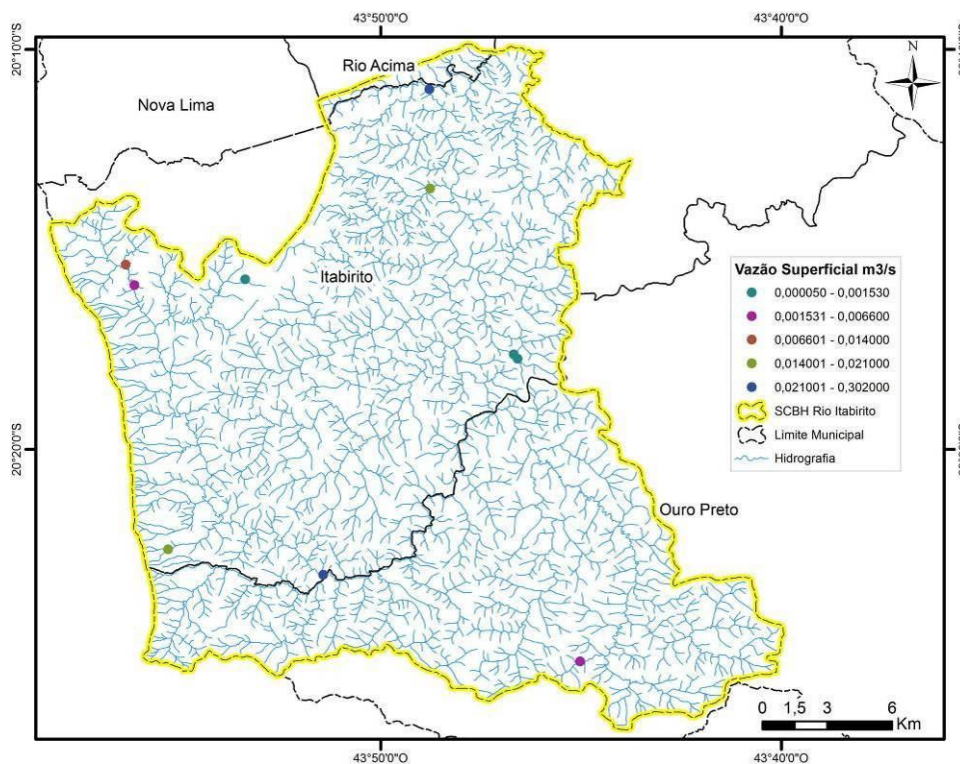 43°50'0"O
43°40'0"O
20°10'0"S
N
Rio Acima
Nova Lima
Itabirito
Vazão Superficial m3/s
0,000050 - 0,001530
0,001531 - 0,006600
0,006601 - 0,014000
0,014001 - 0,021000
0,021001 - 0,302000
SCBH Rio Itabirito
Limite Municipal
Hidrografia
20°20'0"S
Ouro Preto
0 1,5 3 6
Km
43°50'0"O
43°40'0"O